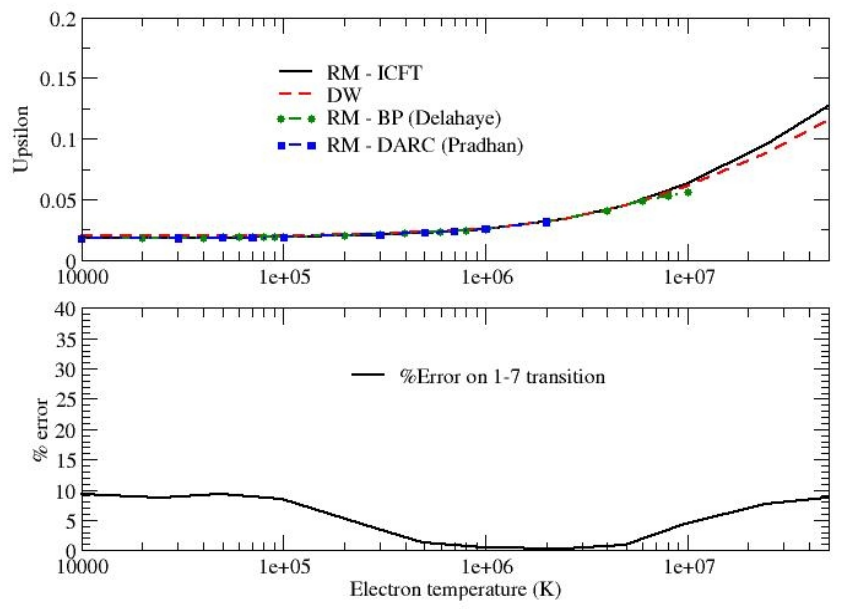 0.2
0.15
0.1
0.05
0
Upsilon
RM - ICFT
DW
RM - BP (Delahaye)
RM - DARC (Pradhan)
10000 1e+05 1e+06 1e+07
40
35
30
25
20
15
10
5
0
% error
%Error on 1-7 transition
10000 1e+05 1e+06 1e+07
Electron temperature (K)